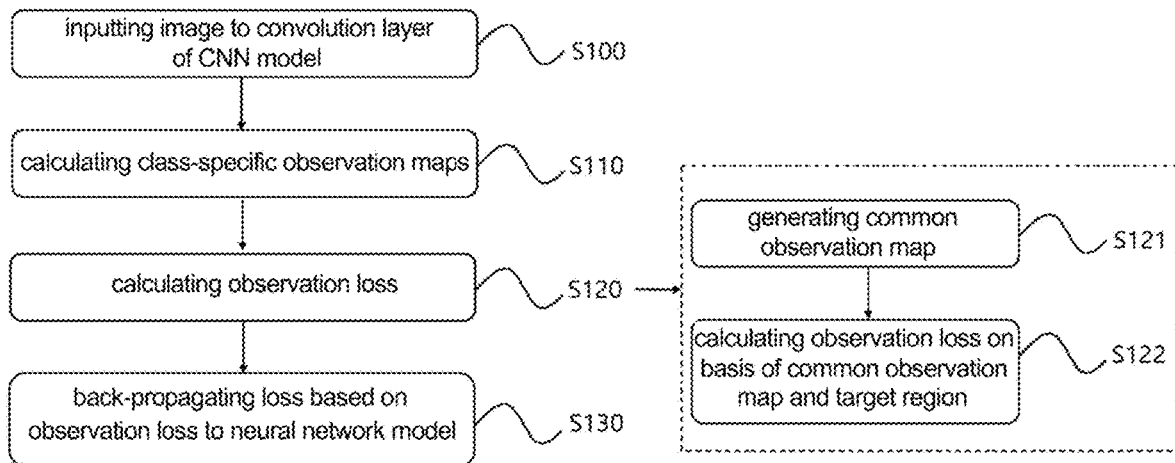 inputting image to convolution layer
of CNN model
S100
calculating class-specific observation maps
S110
calculating observation loss
S120
back-propagating loss based on
observation loss to neural network model
S130
generating common
observation map
S121
calculating observation loss on
basis of common observation
map and target region
S122